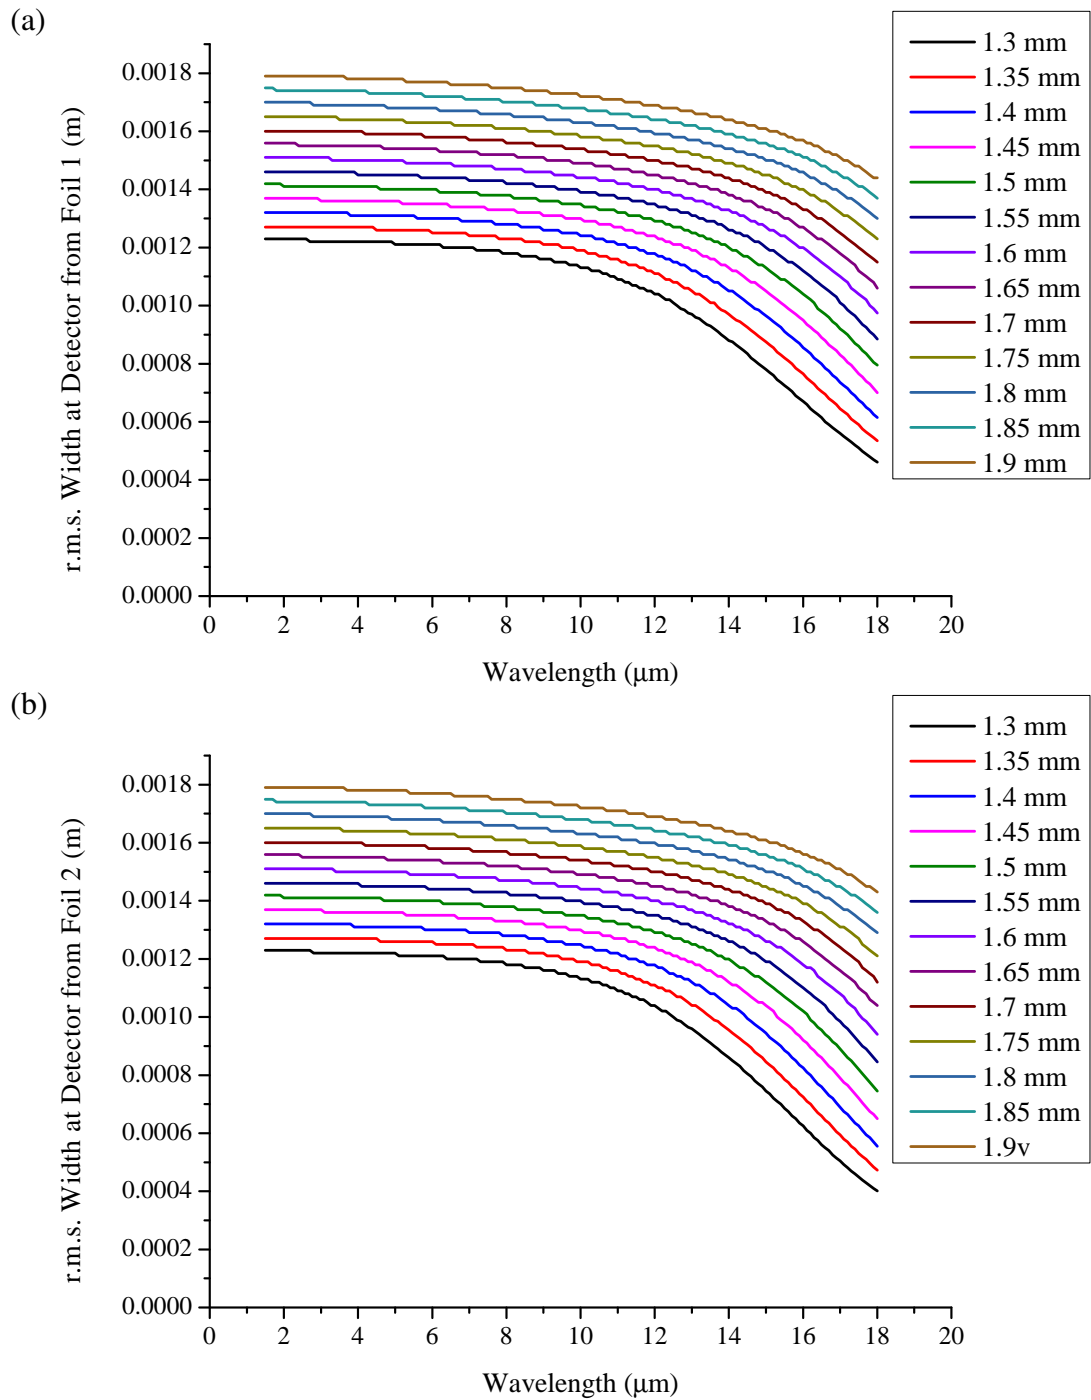 (a)
r.m.s. Width at Detector from Foil 1 (m)
0.0018
0.0016
0.0014
0.0012
0.0010
0.0008
0.0006
0.0004
0.0002
0.0000
0 2 4 6 8 10 12 14 16 18 20
Wavelength (μm)
1.3 mm
1.35 mm
1.4 mm
1.45 mm
1.5 mm
1.55 mm
1.6 mm
1.65 mm
1.7 mm
1.75 mm
1.8 mm
1.85 mm
1.9 mm
(b)
r.m.s. Width at Detector from Foil 2 (m)
0.0018
0.0016
0.0014
0.0012
0.0010
0.0008
0.0006
0.0004
0.0002
0.0000
0 2 4 6 8 10 12 14 16 18 20
Wavelength (μm)
1.3 mm
1.35 mm
1.4 mm
1.45 mm
1.5 mm
1.55 mm
1.6 mm
1.65 mm
1.7 mm
1.75 mm
1.8 mm
1.85 mm
1.9v